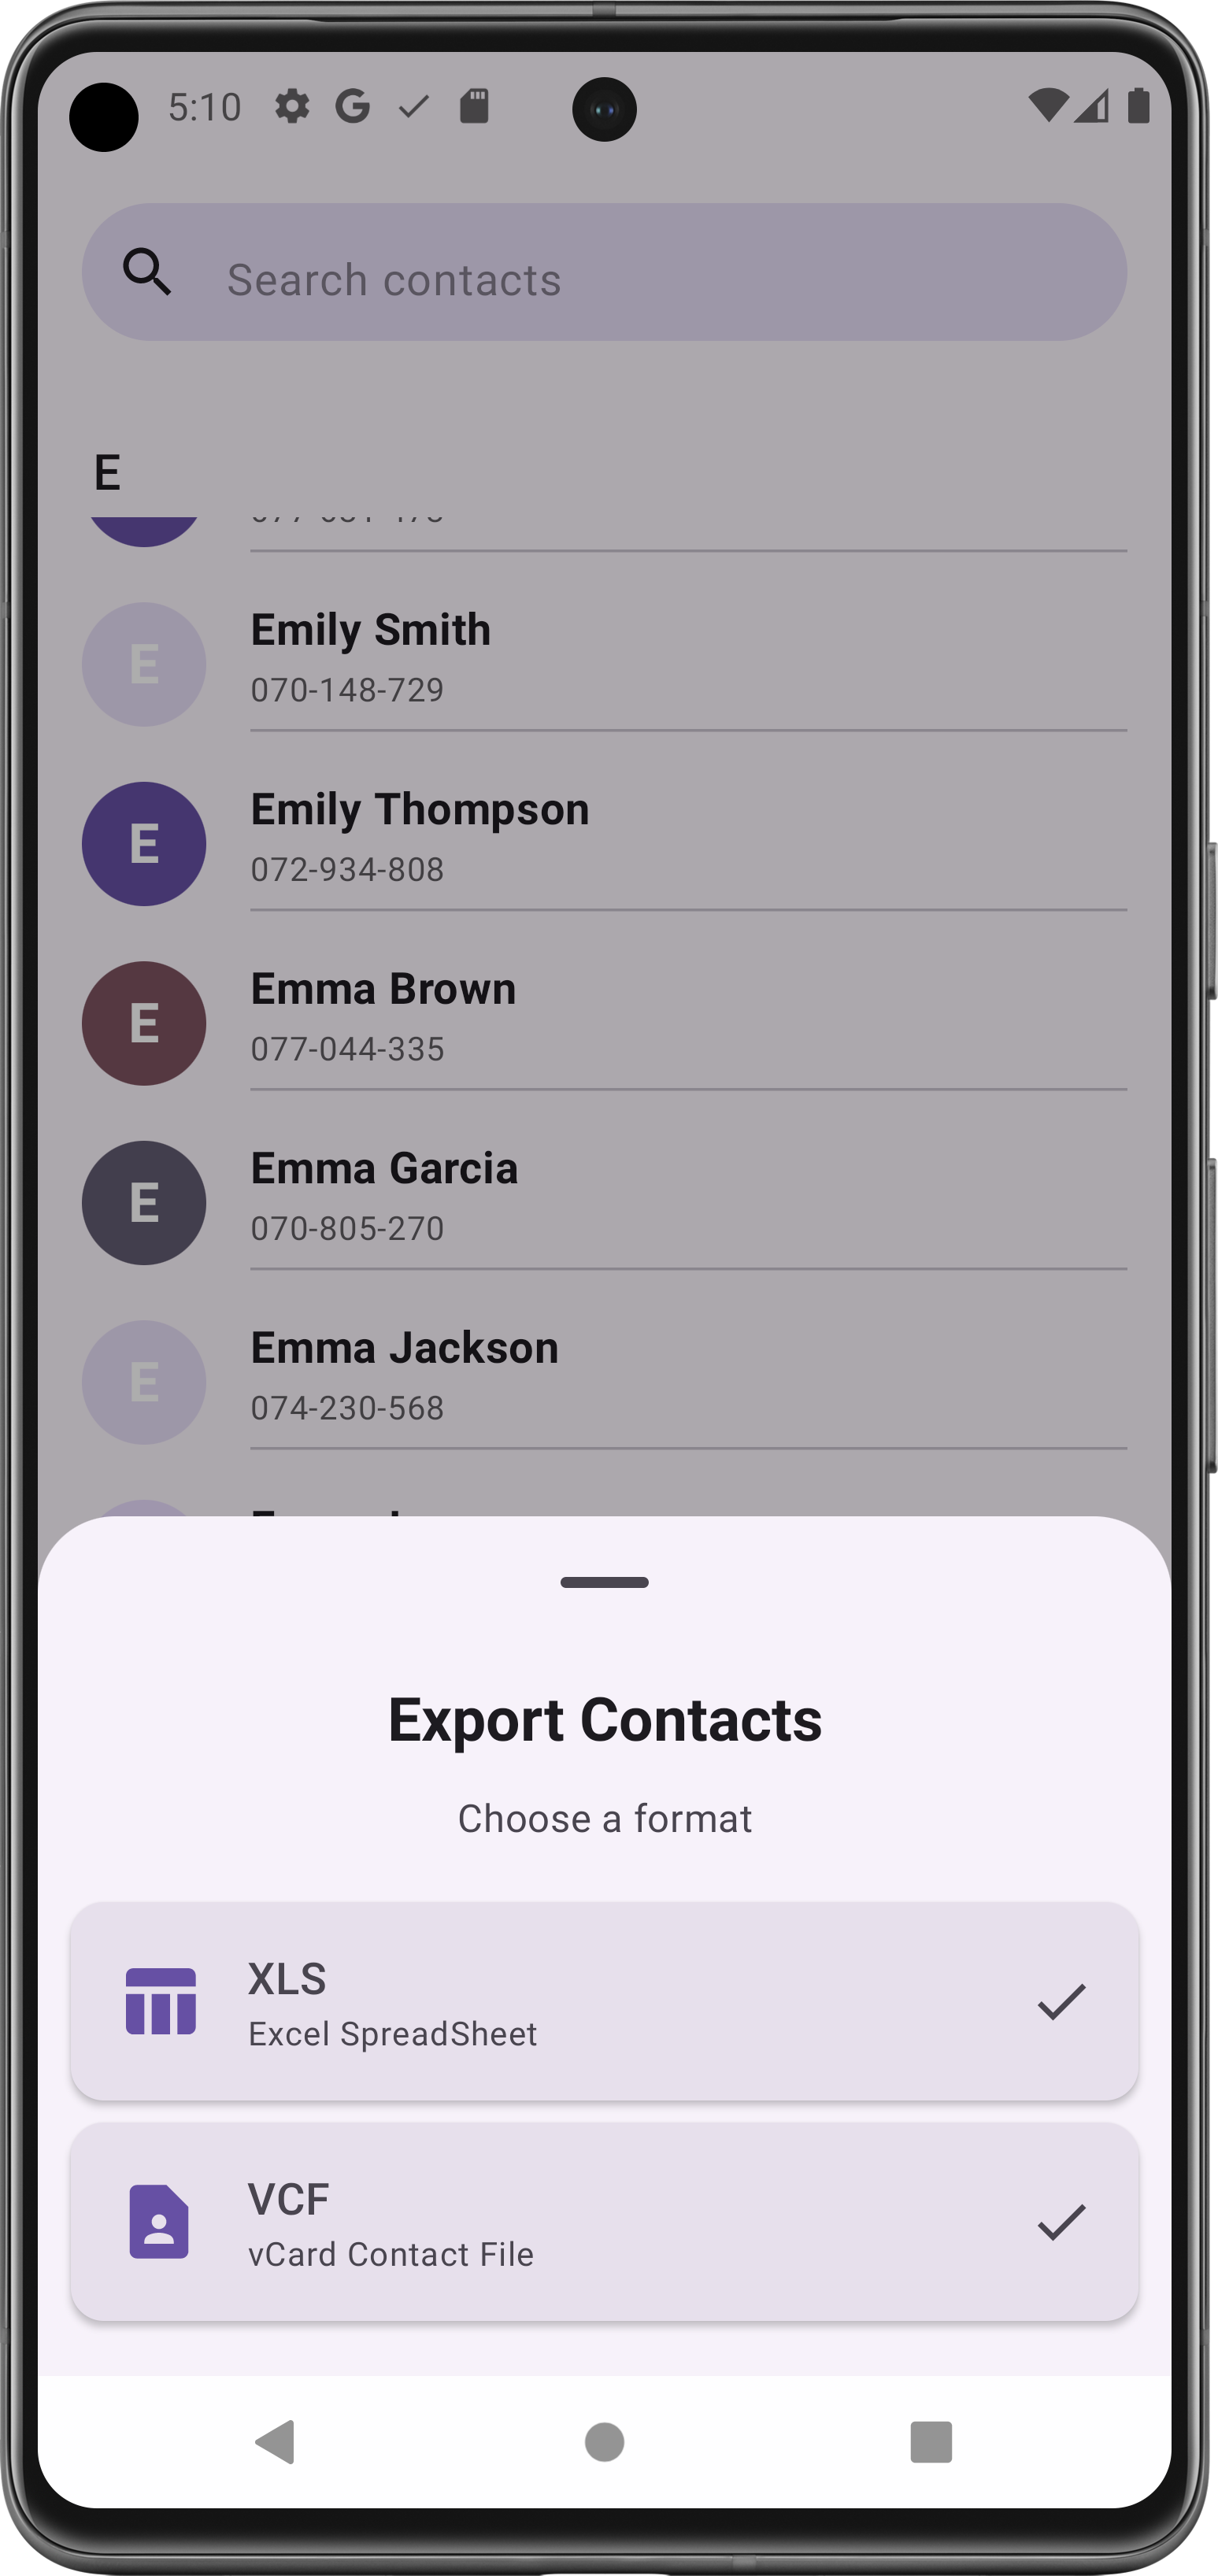 5:10
Search contacts
E
E
Emily Smith
070-148-729
E
Emily Thompson
072-934-808
E
Emma Brown
077-044-335
E
Emma Garcia
070-805-270
E
Emma Jackson
074-230-568
Export Contacts
Choose a format
XLS
Excel SpreadSheet
VCF
vCard Contact File